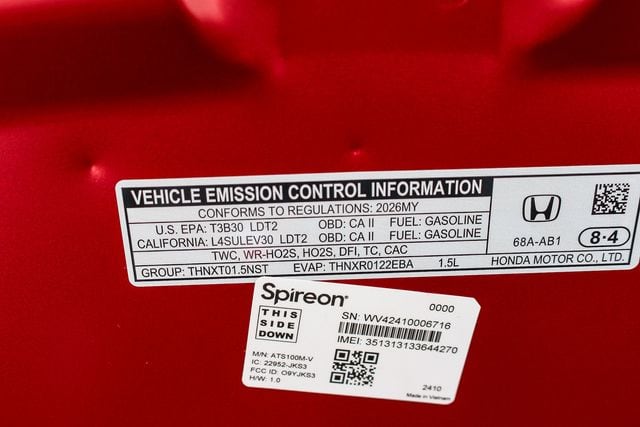 VEHICLE EMISSION CONTROL INFORMATION
CONFORMS TO REGULATIONS: 2026MY
U.S. EPA: T3B30 LDT2 OBD: CA II FUEL: GASOLINE
CALIFORNIA: L4SULEV30 LDT2 OBD: CA II FUEL: GASOLINE
TWC, WR-HO2S, HO2S, DFI, TC, CAC
GROUP: THNXT01.5NST EVAP: THNXR0122EBA 1.5L
68A-AB1 8-4
HONDA MOTOR CO., LTD.
Spireon®
0000
THIS
SIDE
DOWN
SN: WV42410006716
IMEI: 351313133644270
M/N: ATS100M-V
IC: 22952-JKS3
FCC ID: O9YJKS3
H/W: 1.0
2410
Made in Vietnam